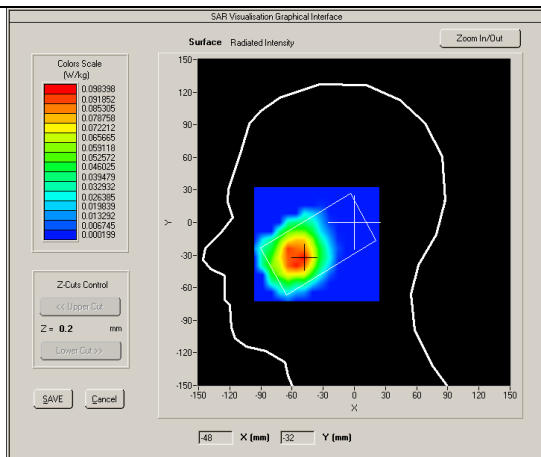 SAR Visualisation Graphical Interface
Surface Radiated Intensity
Zoom In/Out
Colors Scale
(W/kg)
0.098398
0.091852
0.085305
0.078758
0.072212
0.065665
0.059118
0.052572
0.046025
0.039479
0.032932
0.026385
0.019839
0.013292
0.006745
0.000199
Z-Cuts Control
<< Upper Cut
Z = 0.2 mm
Lower Cut >>
SAVE
Cancel
150-
120-
90-
60-
30-
0-
-30-
-60-
-90-
-120-
-150-
Y
-150 -120 -90 -60 -30 0 30 60 90 120 150
X
-48 X (mm) -32 Y (mm)